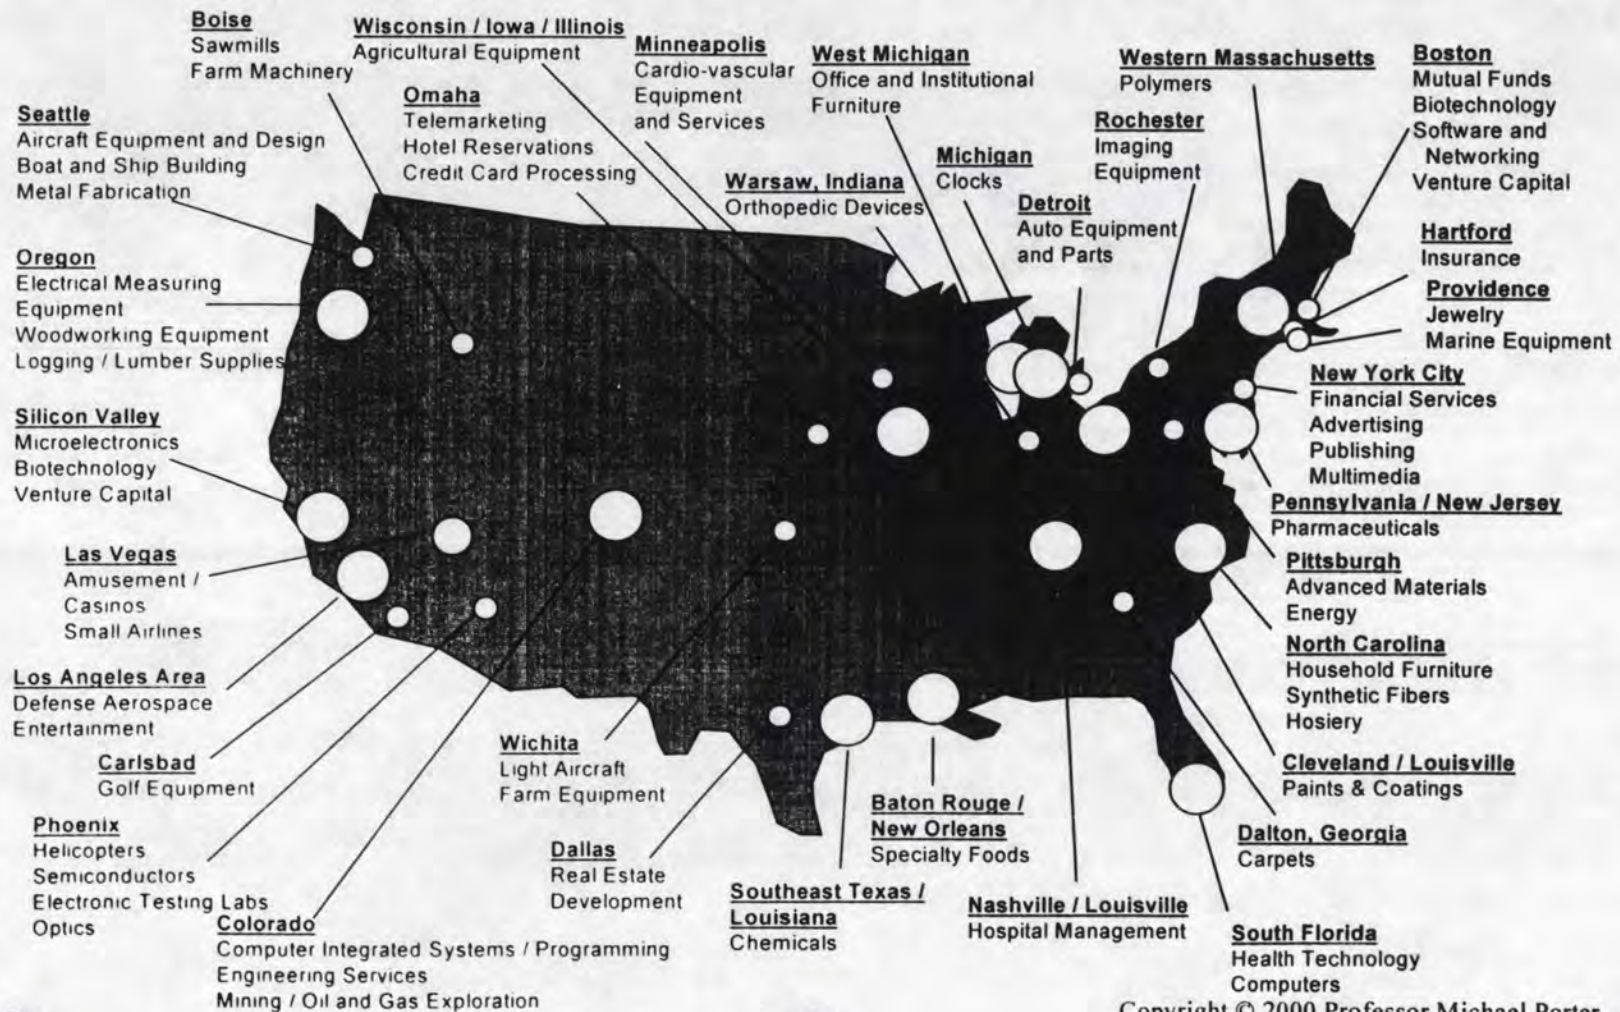 Boise
Sawmills
Farm Machinery
Wisconsin / Iowa / Illinois
Agricultural Equipment
Minneapolis
Cardio-vascular
Equipment
and Services
West Michigan
Office and Institutional
Furniture
Western Massachusetts
Polymers
Boston
Mutual Funds
Biotechnology
Software and
Networking
Venture Capital
Seattle
Aircraft Equipment and Design
Boat and Ship Building
Metal Fabrication
Omaha
Telemarketing
Hotel Reservations
Credit Card Processing
Warsaw, Indiana
Orthopedic Devices
Michigan
Clocks
Detroit
Auto Equipment
and Parts
Rochester
Imaging
Equipment
Hartford
Insurance
Providence
Jewelry
Marine Equipment
Oregon
Electrical Measuring
Equipment
Woodworking Equipment
Logging / Lumber Supplies
New York City
Financial Services
Advertising
Publishing
Multimedia
Silicon Valley
Microelectronics
Biotechnology
Venture Capital
Pennsylvania / New Jersey
Pharmaceuticals
Las Vegas
Amusement /
Casinos
Small Airlines
Pittsburgh
Advanced Materials
Energy
Los Angeles Area
Defense Aerospace
Entertainment
North Carolina
Household Furniture
Synthetic Fibers
Hosiery
Carlsbad
Golf Equipment
Wichita
Light Aircraft
Farm Equipment
Cleveland / Louisville
Paints & Coatings
Phoenix
Helicopters
Semiconductors
Electronic Testing Labs
Optics
Dallas
Real Estate
Development
Baton Rouge /
New Orleans
Specialty Foods
Dalton, Georgia
Carpets
Colorado
Computer Integrated Systems / Programming
Engineering Services
Mining / Oil and Gas Exploration
Southeast Texas /
Louisiana
Chemicals
Nashville / Louisville
Hospital Management
South Florida
Health Technology
Computers
Copyright © 2000 Professor Michael Porter